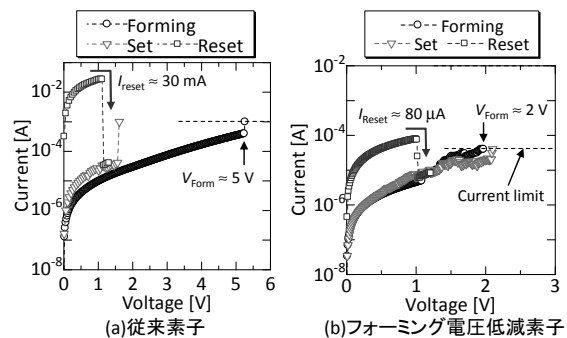 Forming
Set
Reset
Forming
Set
Reset
Current [A]
10⁻²
10⁻⁴
10⁻⁶
10⁻⁸
I_reset ≈ 30 mA
V_Form ≈ 5 V
0 1 2 3 4 5 6
Voltage [V]
(a)従来素子
Current [A]
10⁻²
10⁻⁴
10⁻⁶
10⁻⁸
I_Reset ≈ 80 μA
V_Form ≈ 2 V
Current limit
0 1 2 3
Voltage [V]
(b)フォーミング電圧低減素子